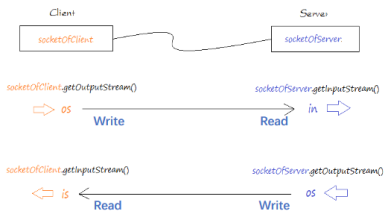 Client Server
socketOfClient socketOfServer
socketOfClient.getOutputStream() socketOfServer.getInputStream()
os in
Write Read
socketOfClient.getInputStream() socketOfServer.getOutputStream()
is os
Read Write